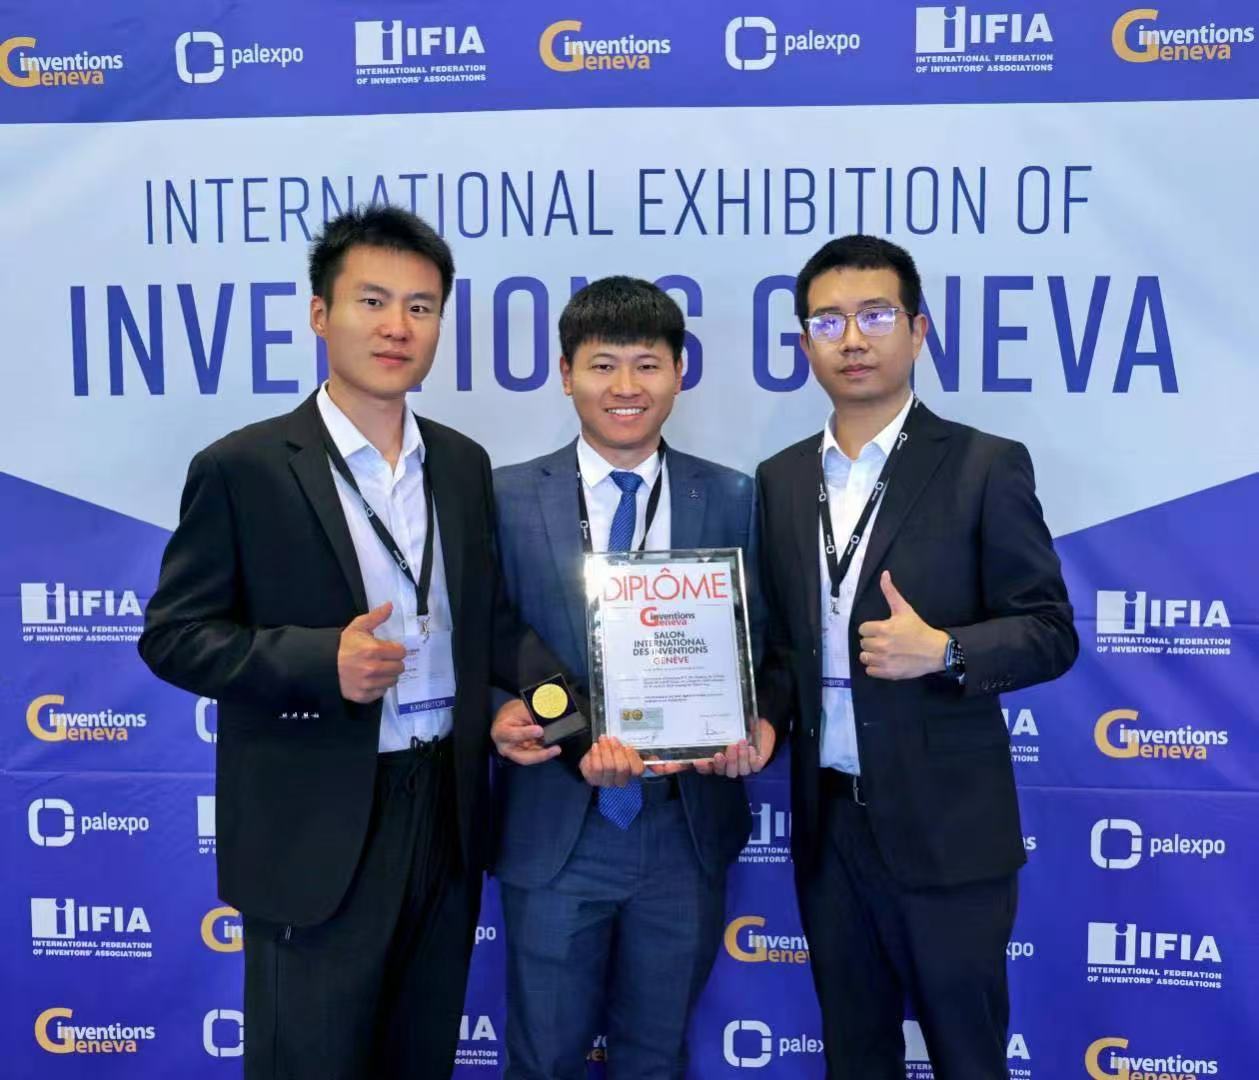 inventions
Geneva
palexpo
IFIA
INTERNATIONAL FEDERATION
OF INVENTORS' ASSOCIATIONS
inventions
Geneva
palexpo
IFIA
INTERNATIONAL FEDERATION
OF INVENTORS' ASSOCIATIONS
inventions
Geneva
INTERNATIONAL EXHIBITION OF
INVENTIONS GENEVA
DIPLÔME
inventions
Geneva
SALON
INTERNATIONAL
DES INVENTIONS
GENÈVE
EXHIBITOR
EXHIBITOR
IFIA
INTERNATIONAL FEDERATION
OF INVENTORS' ASSOCIATIONS
IFIA
INTERNATIONAL FEDERATION
OF INVENTORS' ASSOCIATIONS
inventions
Geneva
inventions
Geneva
palexpo
palexpo
IFIA
INTERNATIONAL FEDERATION
OF INVENTORS' ASSOCIATIONS
IFIA
INTERNATIONAL FEDERATION
OF INVENTORS' ASSOCIATIONS
inventions
Geneva
palexpo
inventions
Geneva